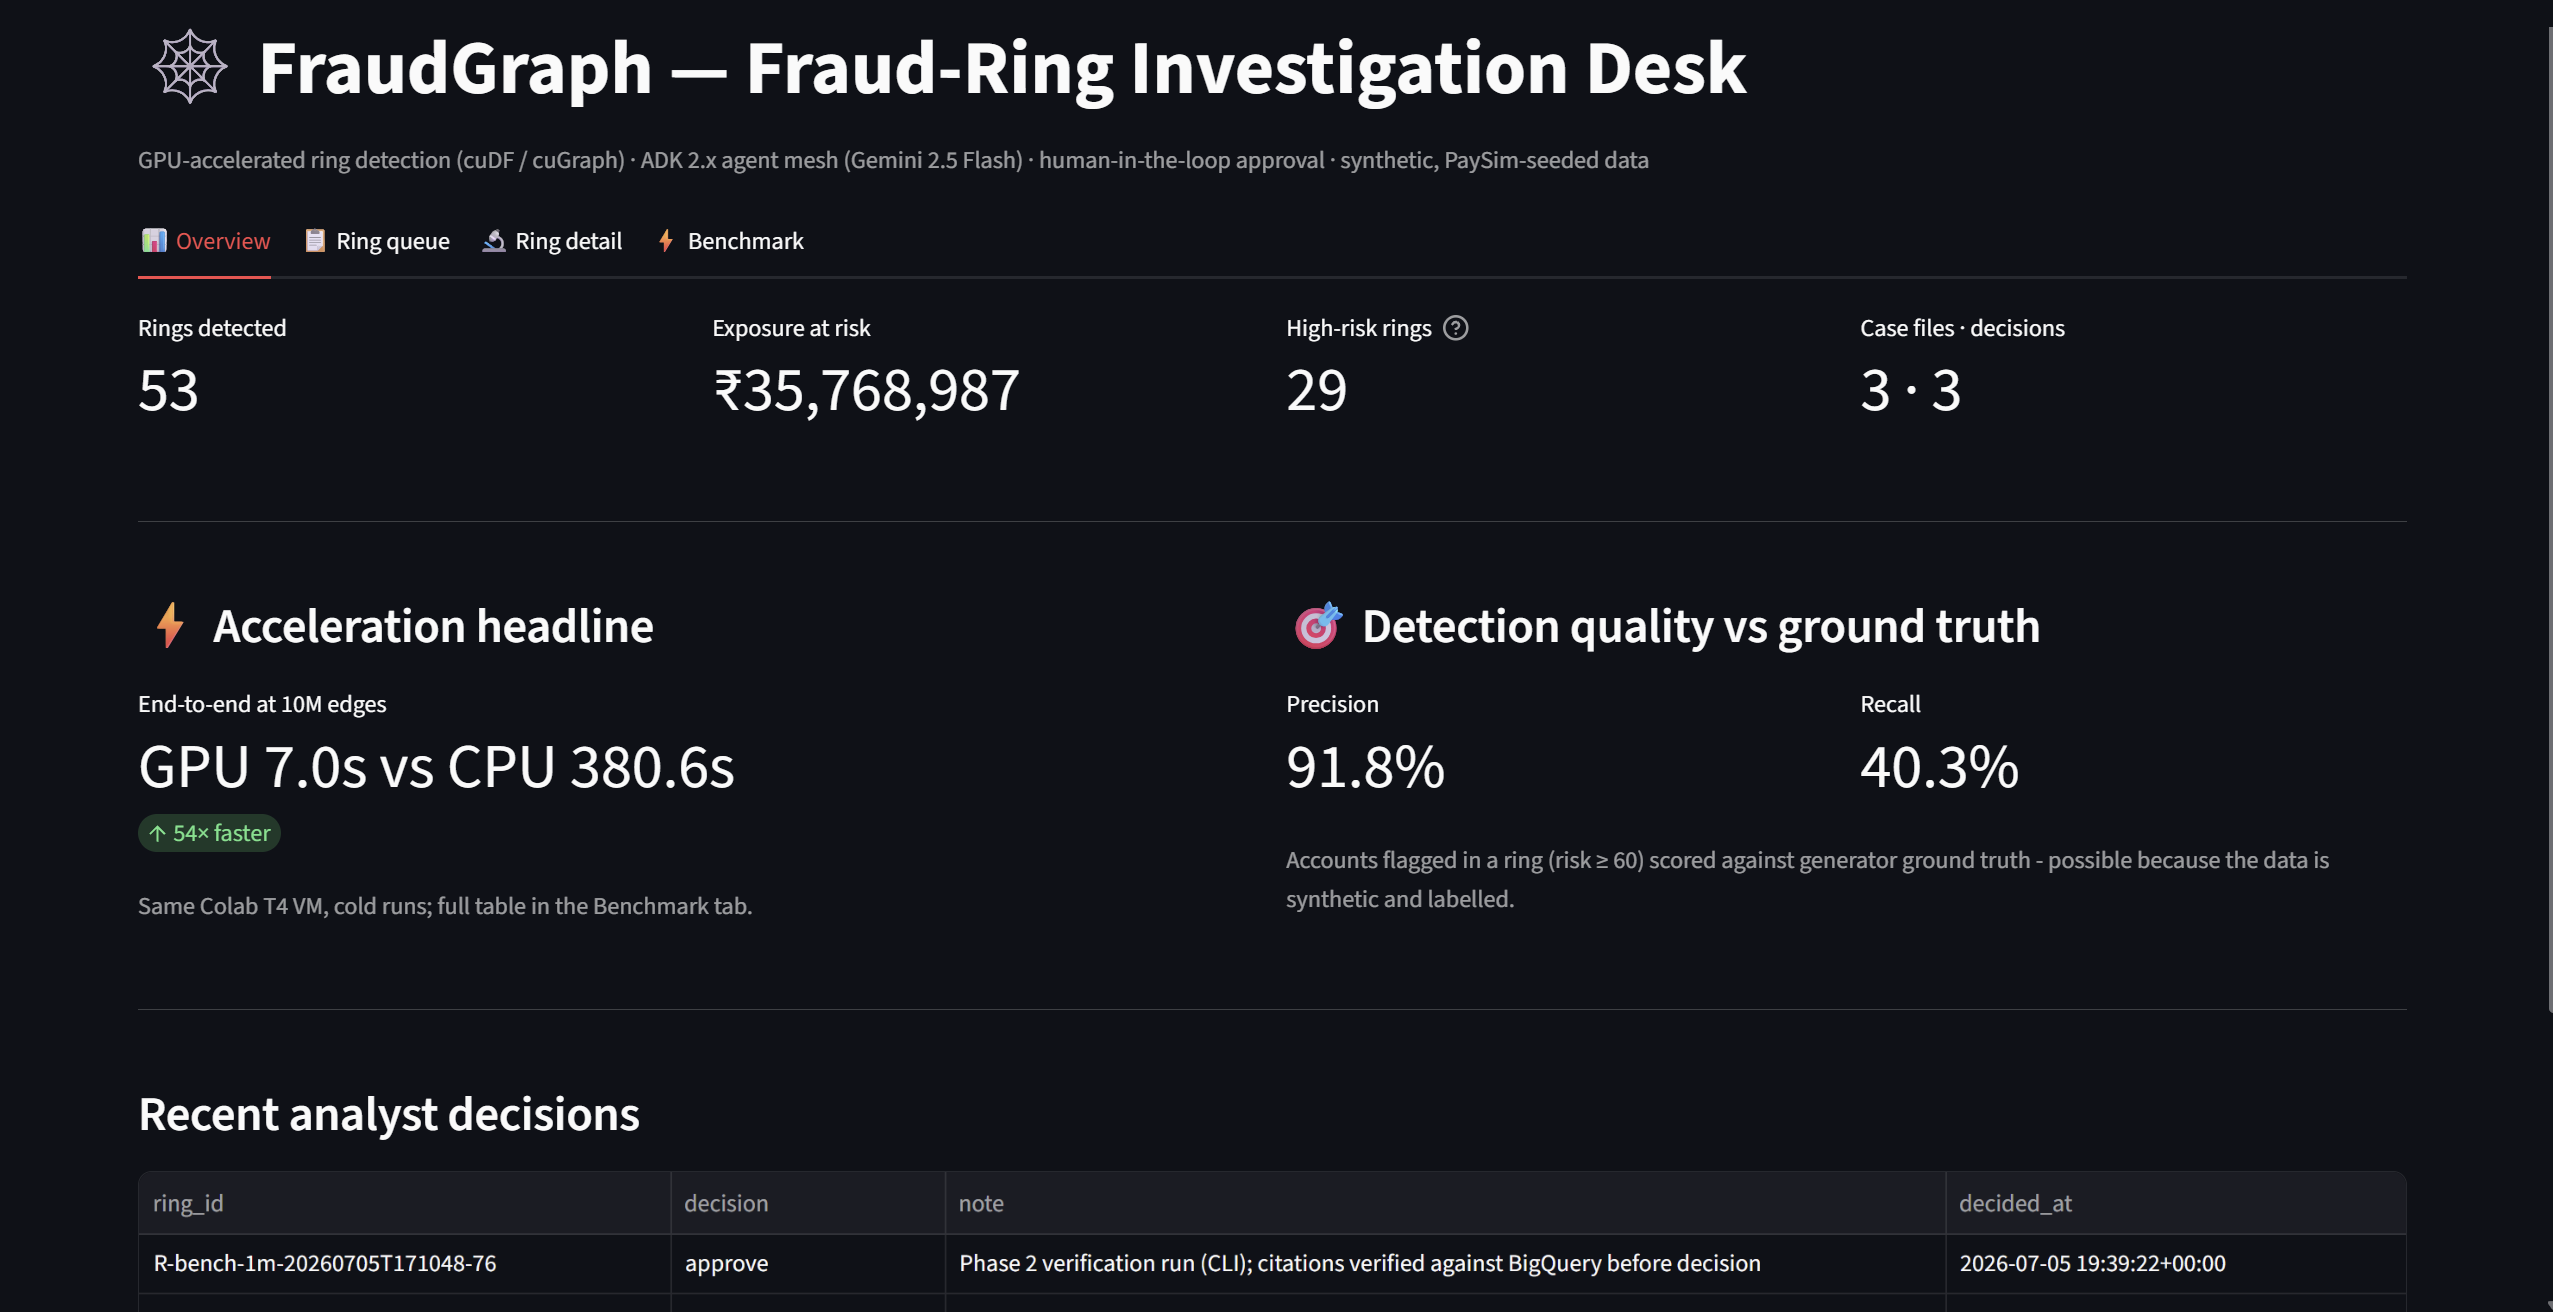 FraudGraph — Fraud-Ring Investigation Desk
GPU-accelerated ring detection (cuDF / cuGraph) · ADK 2.x agent mesh (Gemini 2.5 Flash) · human-in-the-loop approval · synthetic, PaySim-seeded data
Overview Ring queue Ring detail Benchmark
Rings detected Exposure at risk High-risk rings ? Case files · decisions
53 ₹35,768,987 29 3 · 3
Acceleration headline
End-to-end at 10M edges
GPU 7.0s vs CPU 380.6s
↑ 54× faster
Same Colab T4 VM, cold runs; full table in the Benchmark tab.
Detection quality vs ground truth
Precision Recall
91.8% 40.3%
Accounts flagged in a ring (risk ≥ 60) scored against generator ground truth - possible because the data is
synthetic and labelled.
Recent analyst decisions
ring_id decision note decided_at
R-bench-1m-20260705T171048-76 approve Phase 2 verification run (CLI); citations verified against BigQuery before decision 2026-07-05 19:39:22+00:00